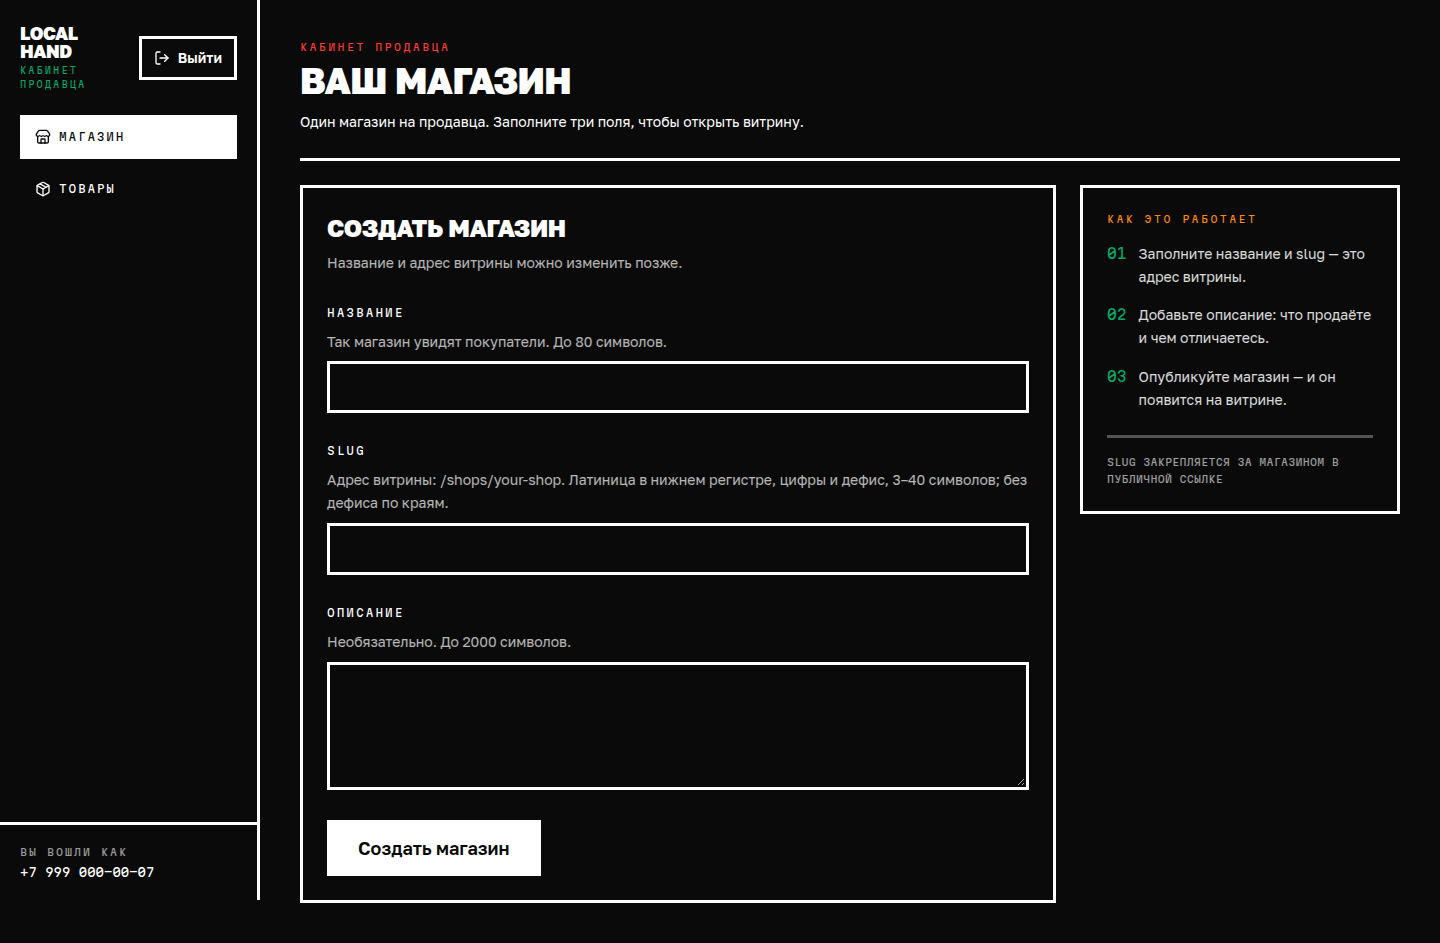 LOCAL
HAND
КАБИНЕТ
ПРОДАВЦА
Выйти
МАГАЗИН
ТОВАРЫ
ВЫ ВОШЛИ КАК
+7 999 000-00-07
КАБИНЕТ ПРОДАВЦА
ВАШ МАГАЗИН
Один магазин на продавца. Заполните три поля, чтобы открыть витрину.
СОЗДАТЬ МАГАЗИН
Название и адрес витрины можно изменить позже.
НАЗВАНИЕ
Так магазин увидят покупатели. До 80 символов.
SLUG
Адрес витрины: /shops/your-shop. Латиница в нижнем регистре, цифры и дефис, 3–40 символов; без
дефиса по краям.
ОПИСАНИЕ
Необязательно. До 2000 символов.
Создать магазин
КАК ЭТО РАБОТАЕТ
01 Заполните название и slug — это
адрес витрины.
02 Добавьте описание: что продаёте
и чем отличаетесь.
03 Опубликуйте магазин — и он
появится на витрине.
SLUG ЗАКРЕПЛЯЕТСЯ ЗА МАГАЗИНОМ В
ПУБЛИЧНОЙ ССЫЛКЕ